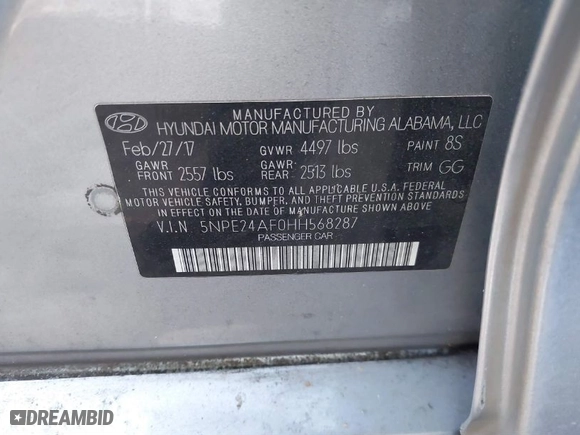 MANUFACTURED BY
HYUNDAI MOTOR MANUFACTURING ALABAMA, LLC
Feb/27/17 GVWR 4497 lbs PAINT 8S
GAWR FRONT 2557 lbs GAWR: REAR 2513 lbs TRIM GG
THIS VEHICLE CONFORMS TO ALL APPLICABLE U.S.A. FEDERAL
MOTOR VEHICLE SAFETY, BUMPER, AND THEFT PREVENTION STANDARDS
IN EFFECT ON THE DATE OF MANUFACTURE SHOWN ABOVE.
V.I.N 5NPE24AF0HH568287
PASSENGER CAR
DREAMBID